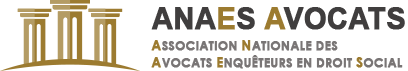 ANAES AVOCATS
ASSOCIATION NATIONALE DES
AVOCATS ENQUÊTEURS EN DROIT SOCIAL